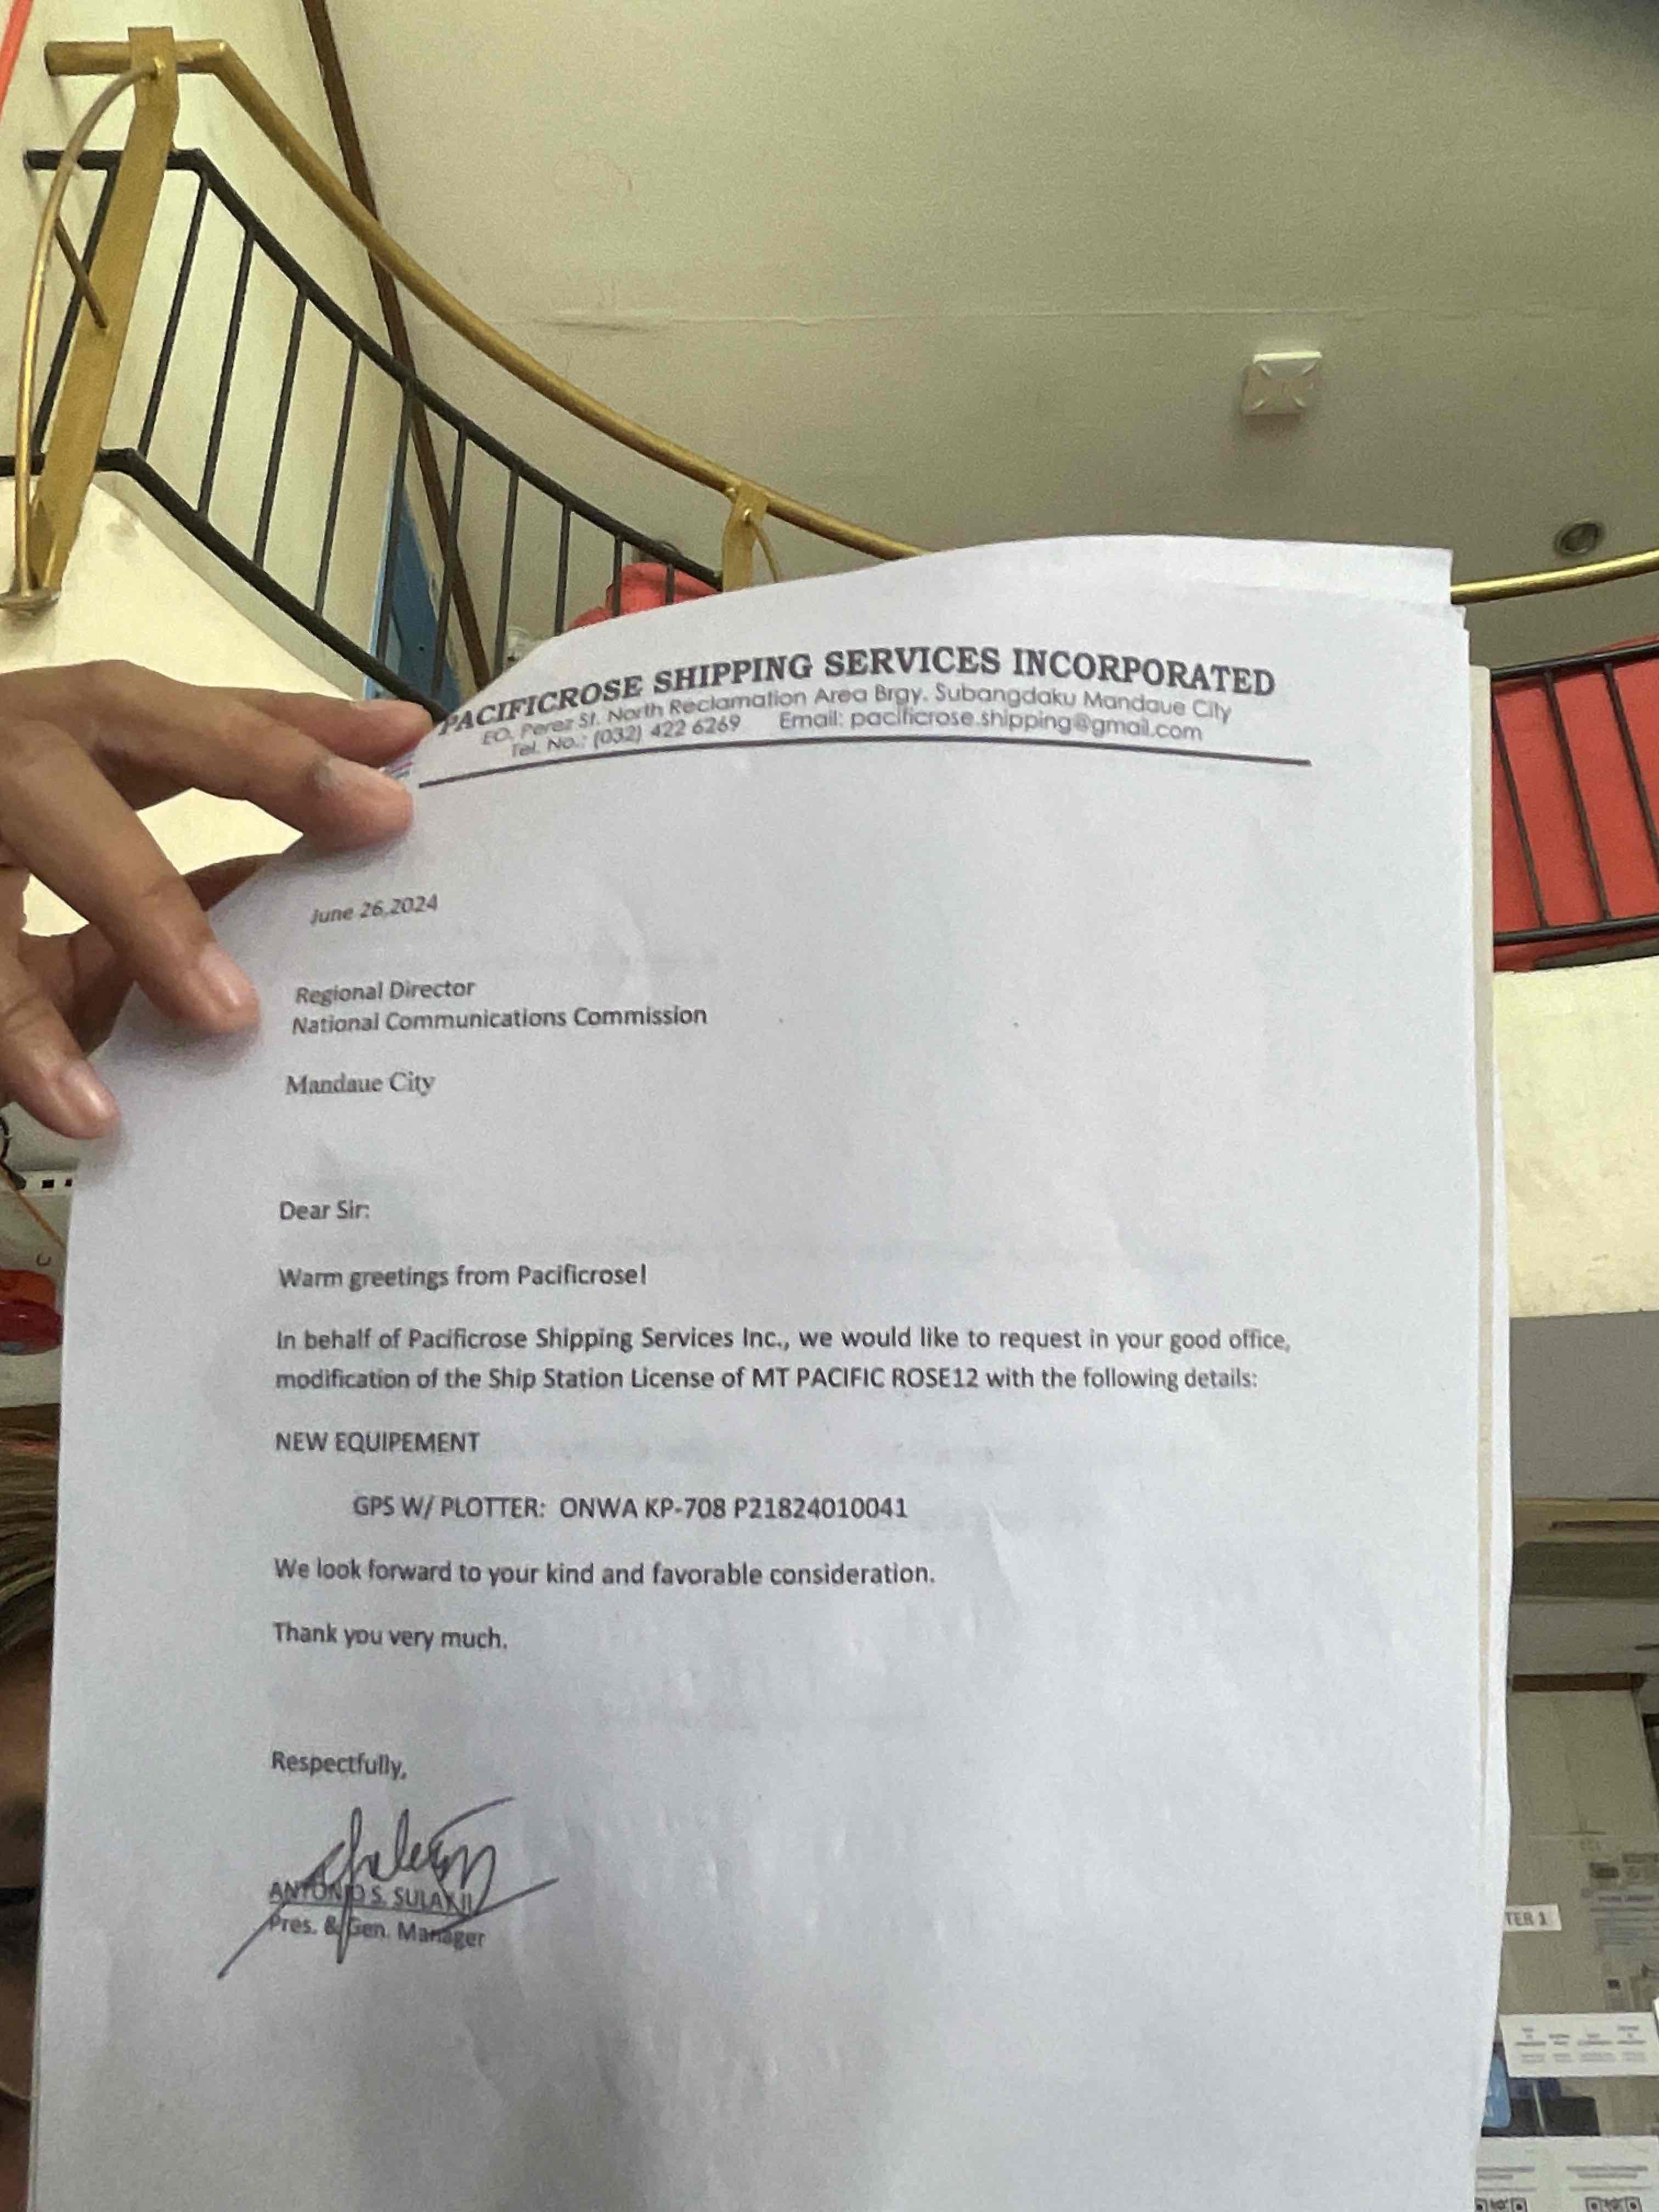 PACIFICROSE SHIPPING SERVICES INCORPORATED
EO. Perez St. North Reclamation Area Brgy. Subangdaku Mandaue City
Tel. No.: (032) 422 6269 Email: pacificrose.shipping@gmail.com
June 26,2024
Regional Director
National Communications Commission
Mandaue City
Dear Sir:
Warm greetings from Pacificrose!
In behalf of Pacificrose Shipping Services Inc., we would like to request in your good office,
modification of the Ship Station License of MT PACIFIC ROSE12 with the following details:
NEW EQUIPEMENT
GPS W/ PLOTTER: ONWA KP-708 P21824010041
We look forward to your kind and favorable consideration.
Thank you very much.
Respectfully,
ANTONIO S. SULAY II
Pres. & Gen. Manager
TER 1